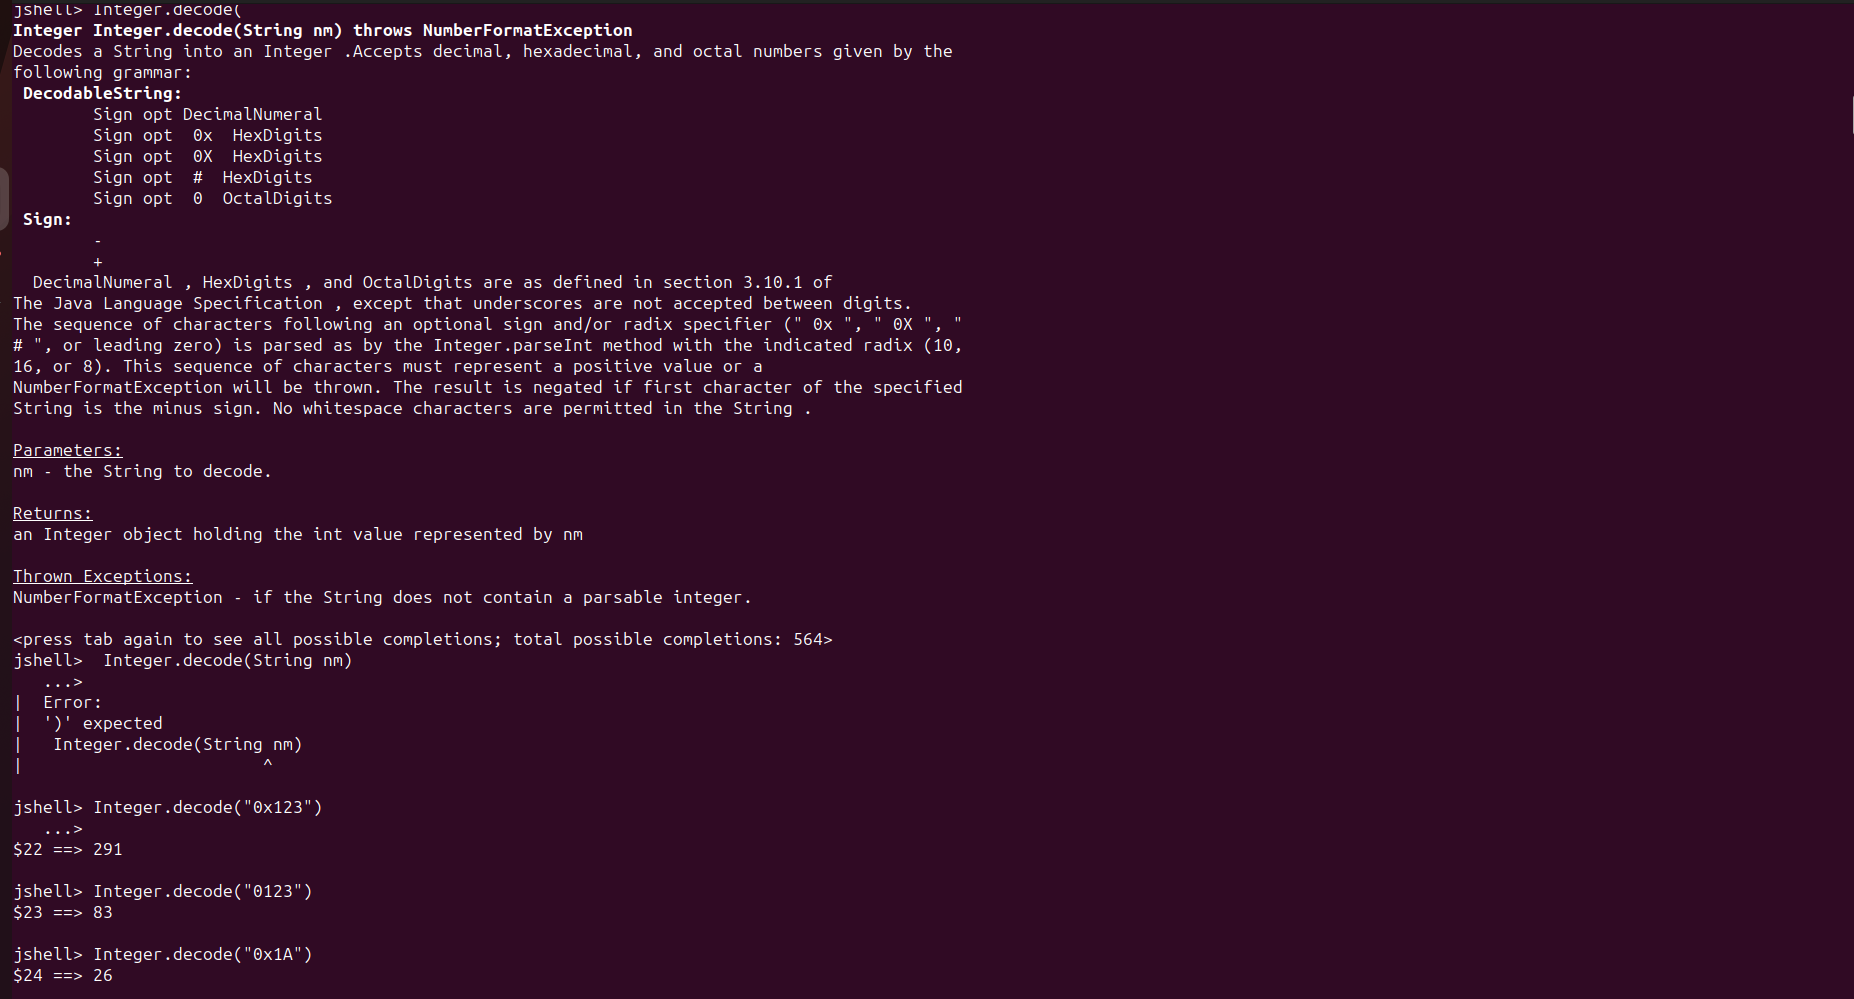 jshell> Integer.decode(
Integer Integer.decode(String nm) throws NumberFormatException
Decodes a String into an Integer .Accepts decimal, hexadecimal, and octal numbers given by the
following grammar:
 DecodableString:
        Sign opt DecimalNumeral
        Sign opt  0x  HexDigits
        Sign opt  0X  HexDigits
        Sign opt  #  HexDigits
        Sign opt  0  OctalDigits
 Sign:
        -
        +
  DecimalNumeral , HexDigits , and OctalDigits are as defined in section 3.10.1 of
The Java Language Specification , except that underscores are not accepted between digits.
The sequence of characters following an optional sign and/or radix specifier (" 0x ", " 0X ", "
# ", or leading zero) is parsed as by the Integer.parseInt method with the indicated radix (10,
16, or 8). This sequence of characters must represent a positive value or a
NumberFormatException will be thrown. The result is negated if first character of the specified
String is the minus sign. No whitespace characters are permitted in the String .

Parameters:
nm - the String to decode.

Returns:
an Integer object holding the int value represented by nm

Thrown Exceptions:
NumberFormatException - if the String does not contain a parsable integer.

<press tab again to see all possible completions; total possible completions: 564>
jshell>  Integer.decode(String nm)
   ...>
|  Error:
|  ')' expected
|   Integer.decode(String nm)
|                        ^

jshell> Integer.decode("0x123")
   ...>
$22 ==> 291

jshell> Integer.decode("0123")
$23 ==> 83

jshell> Integer.decode("0x1A")
$24 ==> 26